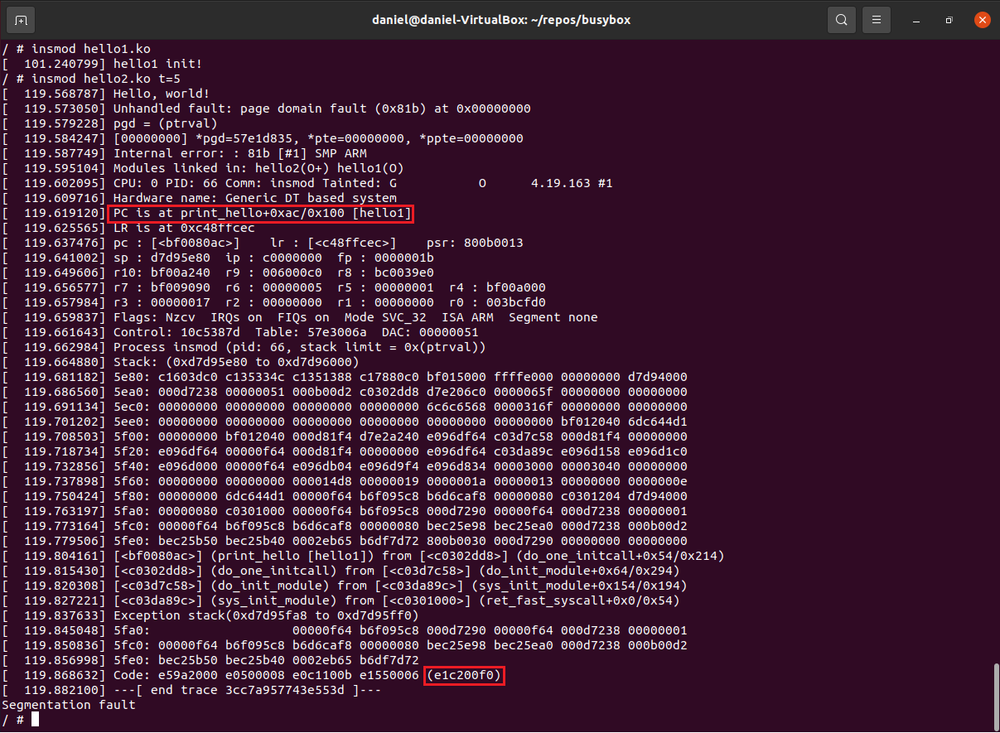 daniel@daniel-VirtualBox: ~/repos/busybox
/ # insmod hello1.ko
[  101.240799] hello1 init!
/ # insmod hello2.ko t=5
[  119.568787] Hello, world!
[  119.573050] Unhandled fault: page domain fault (0x81b) at 0x00000000
[  119.579228] pgd = (ptrval)
[  119.584247] [00000000] *pgd=57e1d835, *pte=00000000, *ppte=00000000
[  119.587749] Internal error: : 81b [#1] SMP ARM
[  119.595104] Modules linked in: hello2(O+) hello1(O)
[  119.602095] CPU: 0 PID: 66 Comm: insmod Tainted: G           O      4.19.163 #1
[  119.609716] Hardware name: Generic DT based system
[  119.619120] PC is at print_hello+0xac/0x100 [hello1]
[  119.625565] LR is at 0xc48ffcec
[  119.637476] pc : [<bf0080ac>]    lr : [<c48ffcec>]    psr: 800b0013
[  119.641002] sp : d7d95e80  ip : c0000000  fp : 0000001b
[  119.649606] r10: bf00a240  r9 : 006000c0  r8 : bc0039e0
[  119.656577] r7 : bf009090  r6 : 00000005  r5 : 00000001  r4 : bf00a000
[  119.657984] r3 : 00000017  r2 : 00000000  r1 : 00000000  r0 : 003bcfd0
[  119.659837] Flags: Nzcv  IRQs on  FIQs on  Mode SVC_32  ISA ARM  Segment none
[  119.661643] Control: 10c5387d  Table: 57e3006a  DAC: 00000051
[  119.662984] Process insmod (pid: 66, stack limit = 0x(ptrval))
[  119.664880] Stack: (0xd7d95e80 to 0xd7d96000)
[  119.681182] 5e80: c1603dc0 c135334c c1351388 c17880c0 bf015000 ffffe000 00000000 d7d94000
[  119.686560] 5ea0: 000d7238 00000051 000b00d2 c0302dd8 d7e206c0 0000065f 00000000 00000000
[  119.691134] 5ec0: 00000000 00000000 00000000 00000000 6c6c6568 0000316f 00000000 00000000
[  119.701202] 5ee0: 00000000 00000000 00000000 00000000 00000000 00000000 bf012040 6dc644d1
[  119.708503] 5f00: 00000000 bf012040 000d81f4 d7e2a240 e096df64 c03d7c58 000d81f4 00000000
[  119.718734] 5f20: e096df64 00000f64 000d81f4 00000000 e096df64 c03da89c e096d158 e096d1c0
[  119.732856] 5f40: e096d000 00000f64 e096db04 e096d9f4 e096d834 00003000 00003040 00000000
[  119.737898] 5f60: 00000000 00000000 000014d8 00000019 0000001a 00000013 00000000 0000000e
[  119.750424] 5f80: 00000000 6dc644d1 00000f64 b6f095c8 b6d6caf8 00000080 c0301204 d7d94000
[  119.763197] 5fa0: 00000080 c0301000 00000f64 b6f095c8 000d7290 00000f64 000d7238 00000001
[  119.773164] 5fc0: 00000f64 b6f095c8 b6d6caf8 00000080 bec25e98 bec25ea0 000d7238 000b00d2
[  119.779506] 5fe0: bec25b50 bec25b40 0002eb65 b6df7d72 800b0030 000d7290 00000000 00000000
[  119.804161] [<bf0080ac>] (print_hello [hello1]) from [<c0302dd8>] (do_one_initcall+0x54/0x214)
[  119.815430] [<c0302dd8>] (do_one_initcall) from [<c03d7c58>] (do_init_module+0x64/0x294)
[  119.820308] [<c03d7c58>] (do_init_module) from [<c03da89c>] (sys_init_module+0x154/0x194)
[  119.827221] [<c03da89c>] (sys_init_module) from [<c0301000>] (ret_fast_syscall+0x0/0x54)
[  119.837633] Exception stack(0xd7d95fa8 to 0xd7d95ff0)
[  119.845048] 5fa0:                   00000f64 b6f095c8 000d7290 00000f64 000d7238 00000001
[  119.850836] 5fc0: 00000f64 b6f095c8 b6d6caf8 00000080 bec25e98 bec25ea0 000d7238 000b00d2
[  119.856998] 5fe0: bec25b50 bec25b40 0002eb65 b6df7d72
[  119.868632] Code: e59a2000 e0500008 e0c1100b e1550006 (e1c200f0)
[  119.882100] ---[ end trace 3cc7a957743e553d ]---
Segmentation fault
/ #